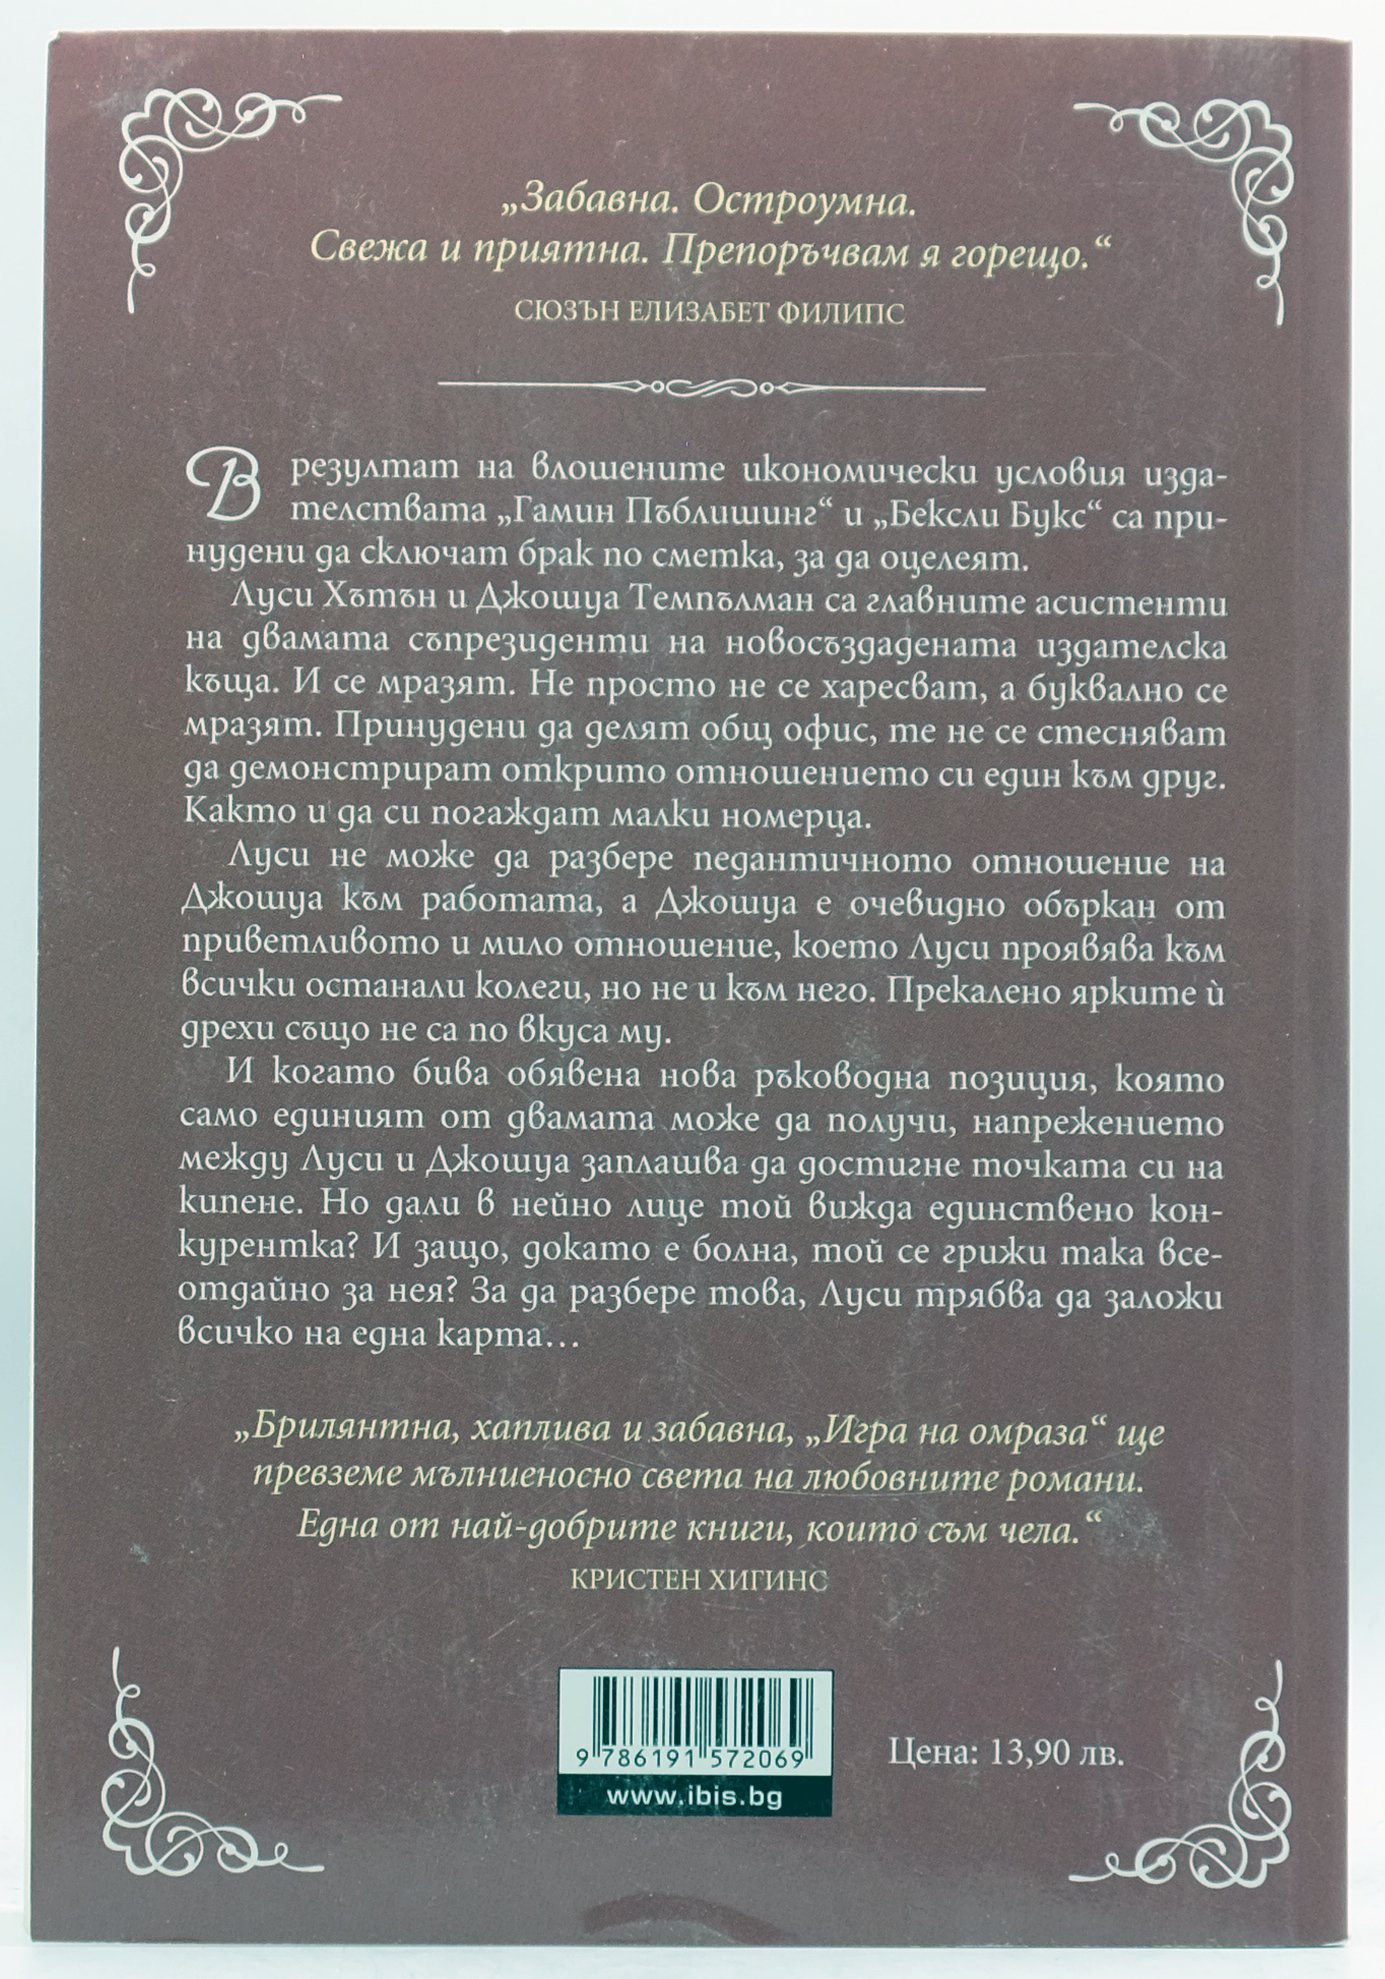 „Забавна. Остроумна.
Свежа и приятна. Препоръчвам я горещо.“
СЮЗЪН ЕЛИЗАБЕТ ФИЛИПС
В резултат на влошените икономически условия изда-
телствата „Гамин Пъблишинг“ и „Бексли Букс“ са при-
нудени да сключат брак по сметка, за да оцелеят.
Луси Хътън и Джошуа Темпълман са главните асистенти
на двамата съпрезиденти на новосъздадената издателска
къща. И се мразят. Не просто не се харесват, а буквално се
мразят. Принудени да делят общ офис, те не се стесняват
да демонстрират открито отношението си един към друг.
Както и да си погаждат малки номерца.
Луси не може да разбере педантичното отношение на
Джошуа към работата, а Джошуа е очевидно объркан от
приветливото и мило отношение, което Луси проявява към
всички останали колеги, но не и към него. Прекалено ярките ѝ
дрехи също не са по вкуса му.
И когато бива обявена нова ръководна позиция, която
само единият от двамата може да получи, напрежението
между Луси и Джошуа заплашва да достигне точката си на
кипене. Но дали в нейно лице той вижда единствено кон-
курентка? И защо, докато е болна, той се грижи така все-
отдайно за нея? За да разбере това, Луси трябва да заложи
всичко на една карта...
„Брилянтна, хаплива и забавна, „Игра на омраза“ ще
превземе мълниеносно света на любовните романи.
Една от най-добрите книги, които съм чела.“
КРИСТЕН ХИГИНС
9 786191 572069
www.ibis.bg
Цена: 13,90 лв.